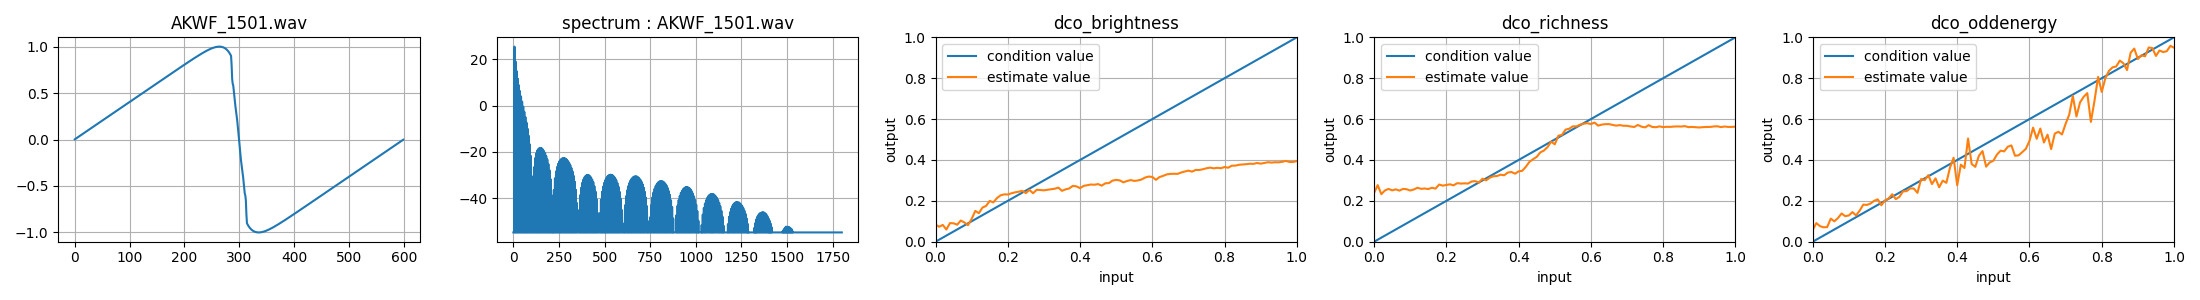 AKWF_1501.wav
1.0
0.5
0.0
−0.5
−1.0
0 100 200 300 400 500 600
spectrum : AKWF_1501.wav
20
0
−20
−40
0 250 500 750 1000 1250 1500 1750
dco_brightness
condition value
estimate value
output
1.0
0.8
0.6
0.4
0.2
0.0
0.0 0.2 0.4 0.6 0.8 1.0
input
dco_richness
condition value
estimate value
output
1.0
0.8
0.6
0.4
0.2
0.0
0.0 0.2 0.4 0.6 0.8 1.0
input
dco_oddenergy
condition value
estimate value
output
1.0
0.8
0.6
0.4
0.2
0.0
0.0 0.2 0.4 0.6 0.8 1.0
input